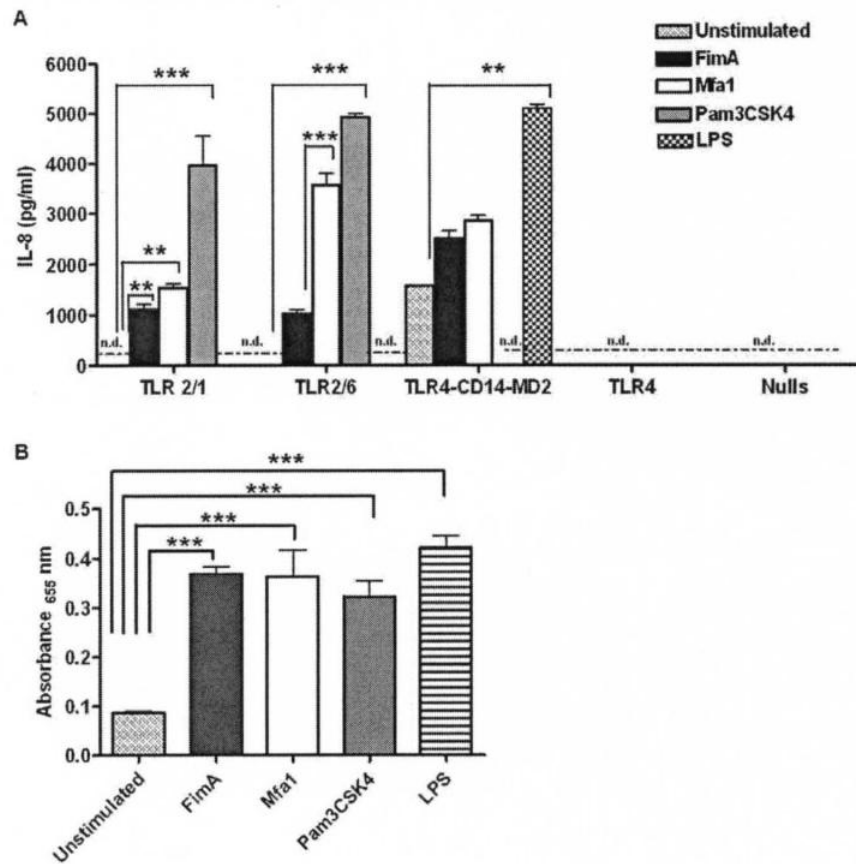 A
Unstimulated
FimA
Mfa1
Pam3CSK4
LPS
6000
5000
4000
3000
2000
1000
0
IL-8 (pg/ml)
***
***
**
***
**
**
n.d.
n.d.
n.d.
n.d.
n.d.
n.d.
TLR 2/1
TLR2/6
TLR4-CD14-MD2
TLR4
Nulls
B
***
***
***
***
0.5
0.4
0.3
0.2
0.1
0.0
Absorbance 655 nm
Unstimulated
FimA
Mfa1
Pam3CSK4
LPS